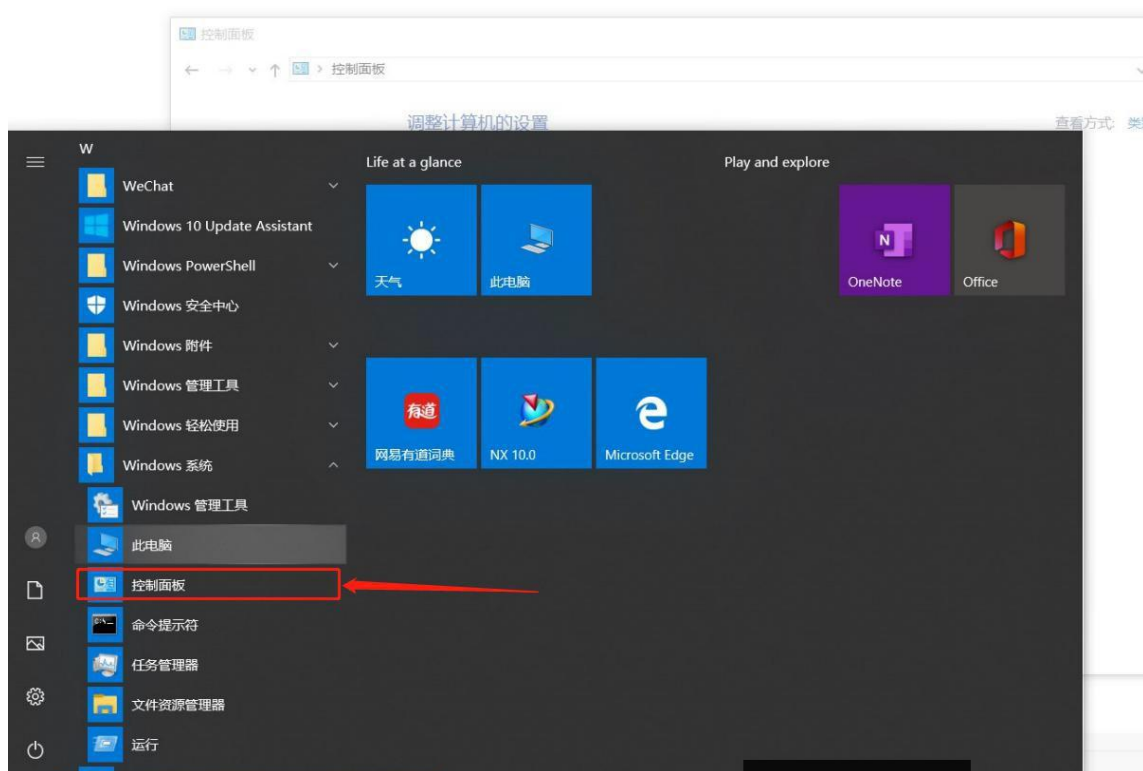 控制面板
控制面板
调整计算机的设置
查看方式:
W
WeChat
Windows 10 Update Assistant
Windows PowerShell
Windows 安全中心
Windows 附件
Windows 管理工具
Windows 轻松使用
Windows 系统
Windows 管理工具
此电脑
控制面板
命令提示符
任务管理器
文件资源管理器
运行
Life at a glance
天气
此电脑
有道
网易有道词典
NX 10.0
Microsoft Edge
Play and explore
N
OneNote
Office